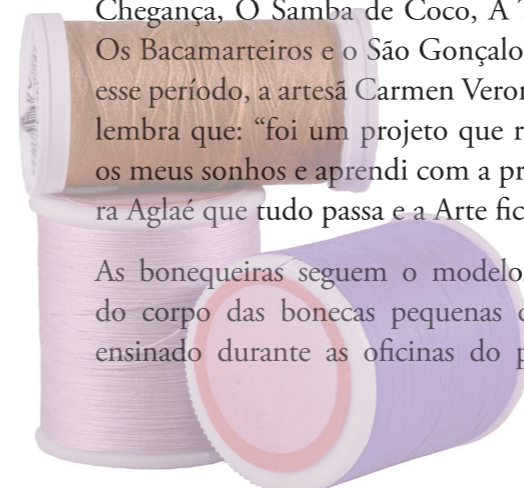 Chegança, O Samba de Coco, A
Os Bacamarteiros e o São Gonçalo
esse período, a artesã Carmen Veron
lembra que: “foi um projeto que r
os meus sonhos e aprendi com a pr
ra Aglaé que tudo passa e a Arte fic
As bonequeiras seguem o modelo,
do corpo das bonecas pequenas
ensinado durante as oficinas do p